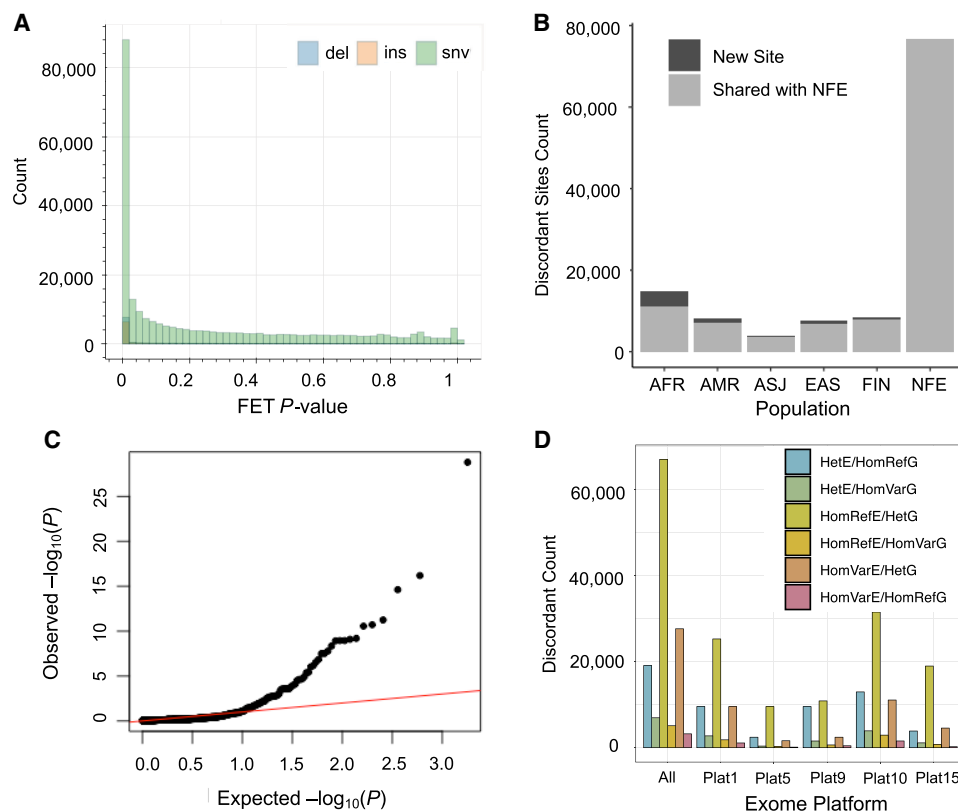 A
80,000
60,000
40,000
20,000
0
Count
del ins snv
0 0.2 0.4 0.6 0.8 1
FET P-value
B
80,000
60,000
40,000
20,000
0
Discordant Sites Count
New Site
Shared with NFE
AFR AMR ASJ EAS FIN NFE
Population
C
25
20
15
10
5
0
Observed –log10(P)
0.0 0.5 1.0 1.5 2.0 2.5 3.0
Expected –log10(P)
D
60,000
40,000
20,000
0
Discordant Count
HetE/HomRefG
HetE/HomVarG
HomRefE/HetG
HomRefE/HomVarG
HomVarE/HetG
HomVarE/HomRefG
All Plat1 Plat5 Plat9 Plat10 Plat15
Exome Platform